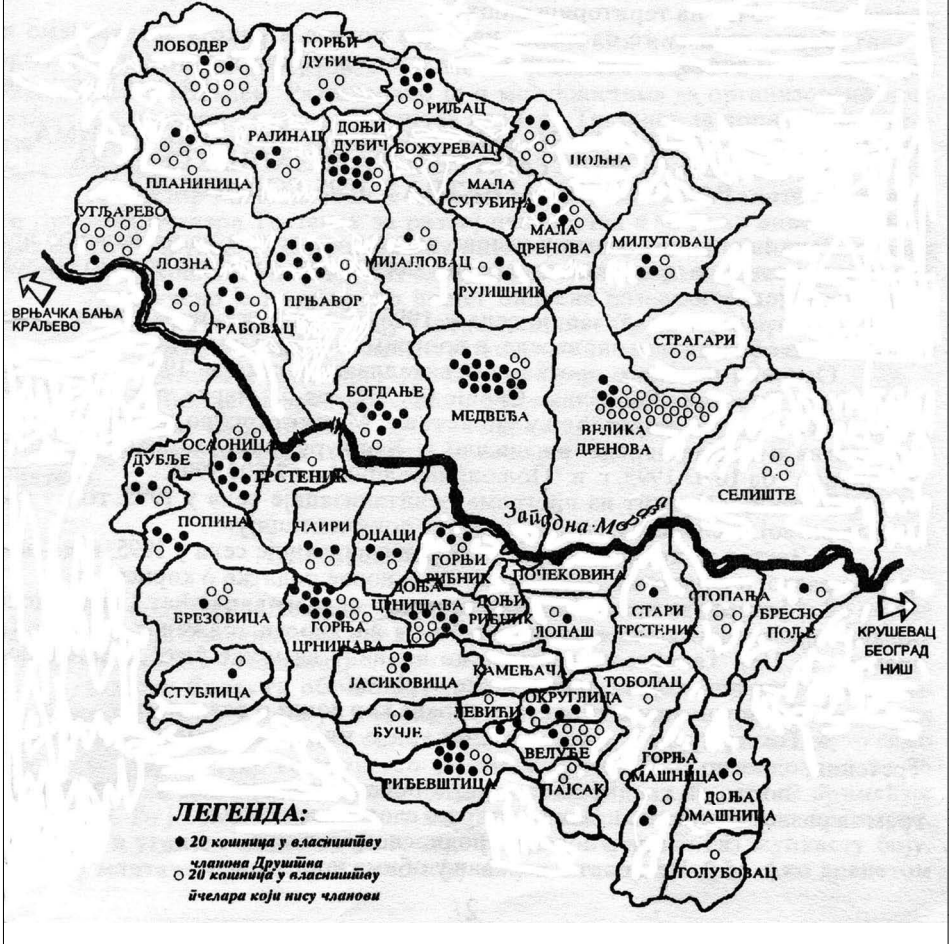 ЛОБОДЕР
ГОРЊИ
ДУБИЧ
РИЉАЦ
РАЈИНАЦ
ДОЊИ
ДУБИЧ
БОЖУРЕВАЦ
ПОЉНА
ПЛАНИНИЦА
МАЛА
СУГУБИНА
УГЉАРЕВО
МАЛА
ДРЕНОВА
МИЛУТОВАЦ
ЛОЗНА
МИЈАЈЛОВАЦ
РУЈИШНИК
ПРЊАВОР
ГРАБОВАЦ
ВРЊАЧКА БАЊА
КРАЉЕВО
СТРАГАРИ
БОГДАЊЕ
МЕДВЕЂА
ВЕЛИКА
ДРЕНОВА
ОСАОНИЦА
ДУБЉЕ
ТРСТЕНИК
СЕЛИШТЕ
Западна Морава
ПОПИНА
ЧАИРИ
ОЏАЦИ
ГОРЊИ
РИБНИК
ПОЧЕКОВИНА
БРЕЗОВИЦА
ГОРЊА
ЦРНИШАВА
ДОЊА
ЦРНИШАВА
ДОЊИ
РИБНИК
ЛОПАШ
СТАРИ
ТРСТЕНИК
СТОПАЊА
БРЕСНО
ПОЉЕ
КРУШЕВАЦ
БЕОГРАД
НИШ
СТУБЛИЦА
ЈАСИКОВИЦА
КАМЕЊАЧА
ТОБОЛАЦ
ЛЕВИЋИ
ОКРУГЛИЦА
БУЧЈЕ
ВЕЛУЋЕ
РИЂЕВШТИЦА
ПАЈСАК
ГОРЊА
ОМАШНИЦА
ДОЊА
ОМАШНИЦА
ГОЛУБОВАЦ
ЛЕГЕНДА:
20 кошница у власништву
чланова Друштва
20 кошница у власништву
пчелара који нису чланови